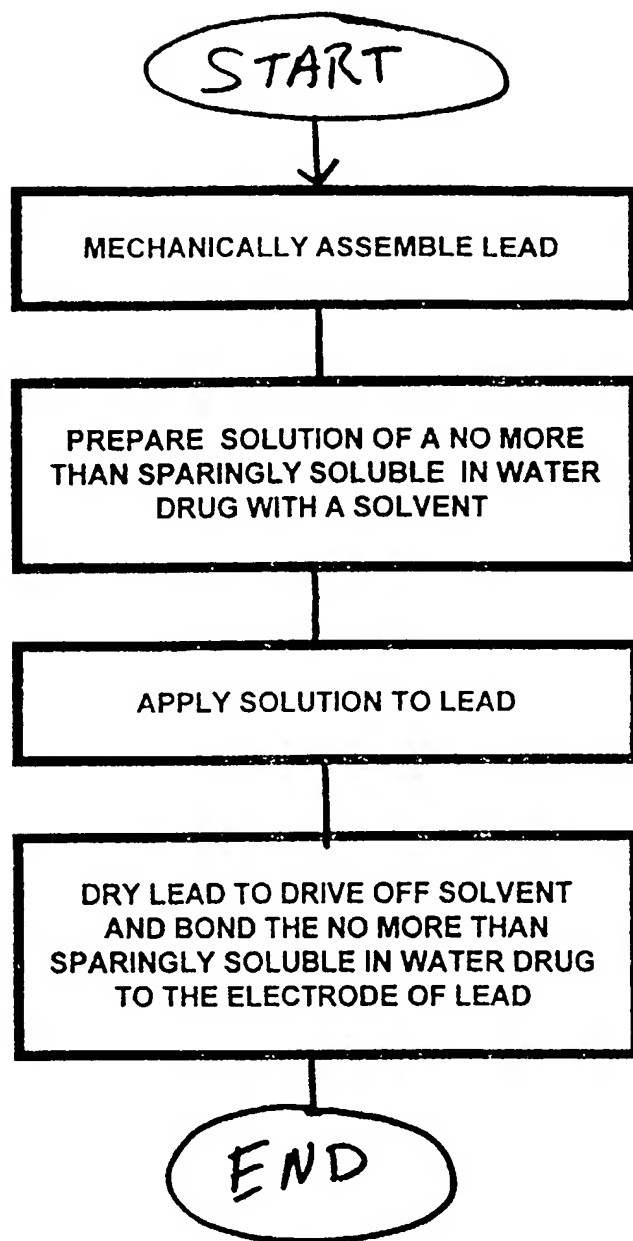 START
MECHANICALLY ASSEMBLE LEAD
PREPARE SOLUTION OF A NO MORE
THAN SPARINGLY SOLUBLE IN WATER
DRUG WITH A SOLVENT
APPLY SOLUTION TO LEAD
DRY LEAD TO DRIVE OFF SOLVENT
AND BOND THE NO MORE THAN
SPARINGLY SOLUBLE IN WATER DRUG
TO THE ELECTRODE OF LEAD
END